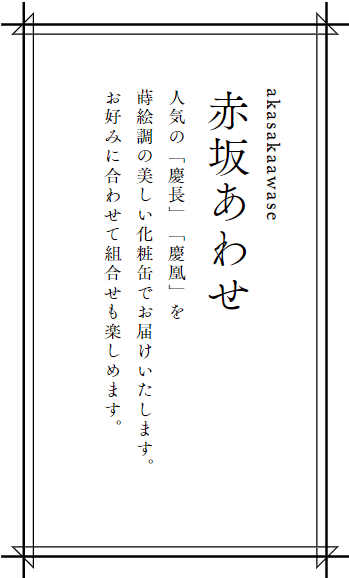 akasakaawase
赤坂あわせ
人気の「慶長」「慶凰」を
蒔絵調の美しい化粧缶でお届けいたします。
お好みに合わせて組合せも楽しめます。